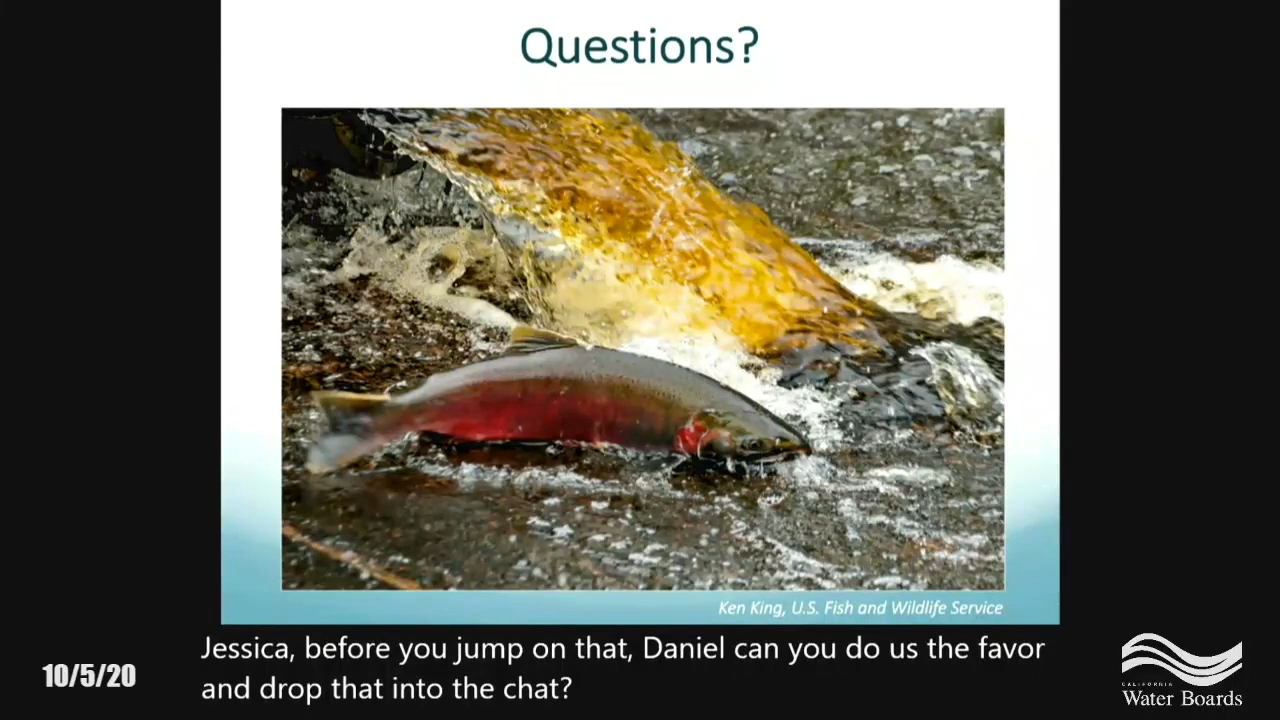 Questions?
Ken King, U.S. Fish and Wildlife Service
Jessica, before you jump on that, Daniel can you do us the favor
and drop that into the chat?
10/5/20
CALIFORNIA
Water Boards